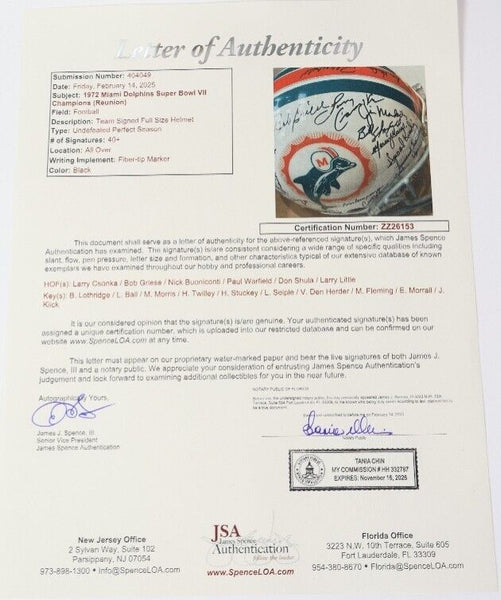 Letter of Authenticity
Submission Number: 404049
Date: Friday, February 14, 2025
Subject: 1972 Miami Dolphins Super Bowl VII
Champions (Reunion)
Field: Football
Description: Team Signed Full Size Helmet
Type: Undefeated Perfect Season
# of Signatures: 40+
Location: All Over
Writing Implement: Fiber-tip Marker
Color: Black
M
Certification Number: ZZ26153
This document shall serve as a letter of authenticity for the above-referenced signature(s), which James Spence
Authentication has examined. The signature(s) is/are consistent considering a wide range of specific qualities including
slant, flow, pen pressure, letter size and formation, and other characteristics typical of our extensive database of known
exemplars we have examined throughout our hobby and professional careers.
HOF(s): Larry Csonka / Bob Griese / Nick Buoniconti / Paul Warfield / Don Shula / Larry Little
Key(s): B. Lothridge / L. Ball / M. Morris / H. Twilley / H. Stuckey / L. Seiple / V. Den Herder / M. Fleming / E. Morrall / J.
Kiick
It is our considered opinion that the signature(s) is/are genuine. Your authenticated signature(s) has been
assigned a unique certification number, which is uploaded into our restricted database and can be confirmed on our
website www.SpenceLOA.com at any time.
This letter must appear on our proprietary water-marked paper and bear the live signatures of both James J.
Spence, III and a notary public. We appreciate your consideration of entrusting James Spence Authentication's
judgement and look forward to examining additional collectibles for you in the near future.
Autographically Yours,
James J. Spence, III
Senior Vice President
James Spence Authentication
NOTARY PUBLIC OF FLORIDA
Notary Public
TANIA CHIN
MY COMMISSION # HH 332787
EXPIRES: November 15, 2026
New Jersey Office
2 Sylvan Way, Suite 102
Parsippany, NJ 07054
973-898-1300 • Info@SpenceLOA.com
JSA
James Spence
Authentication
www.SpenceLOA.com
Florida Office
3223 N.W. 10th Terrace, Suite 605
Fort Lauderdale, FL 33309
954-380-8670 • Florida@SpenceLOA.com